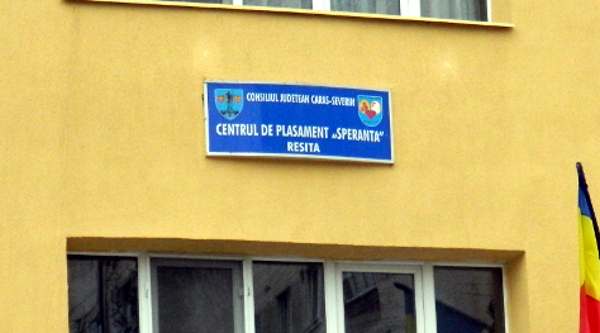 CONSILIUL JUDETEAN CARAS-SEVERIN
CENTRUL DE PLASAMENT „SPERANTA”
RESITA